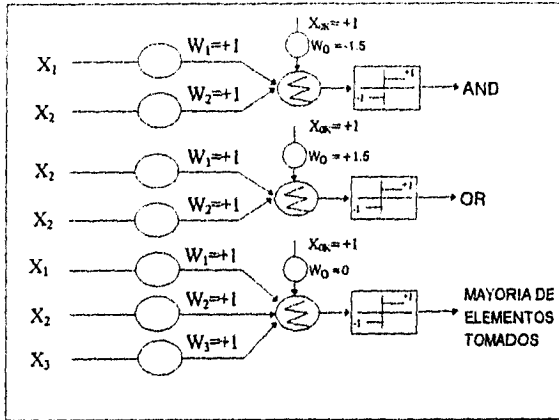 X0K=+1
W1=+1
W0=-1.5
X1
+1
-1
AND
W2=+1
X2
X0K=+1
W1=+1
W0=+1.5
X2
+1
-1
OR
W2=+1
X2
X0K=+1
W1=+1
W0=0
X1
W2=+1
+1
-1
X2
MAYORIA DE
ELEMENTOS
TOMADOS
W3=+1
X3